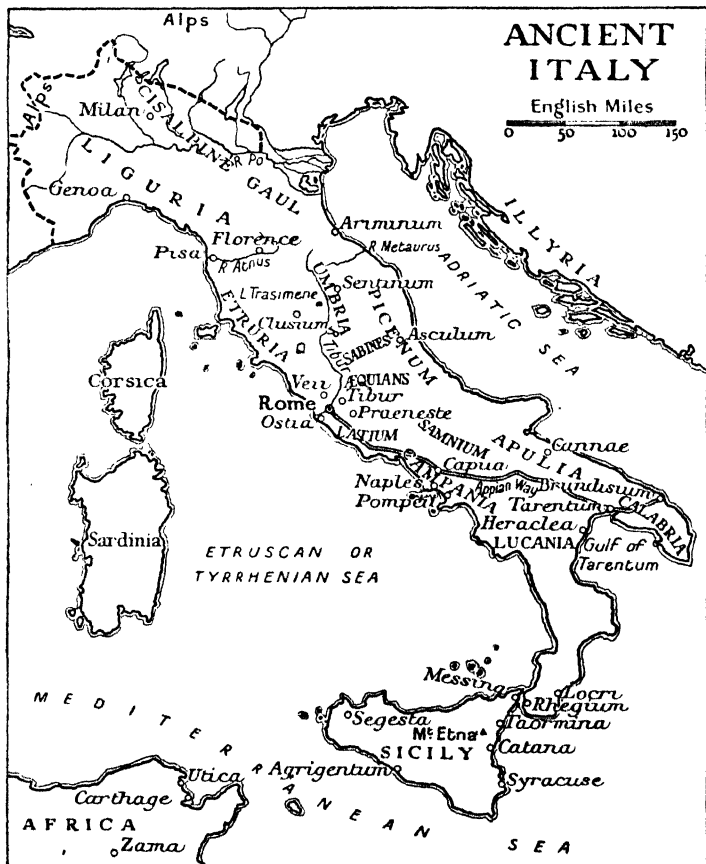 Alps
ANCIENT
ITALY
English Miles
0 50 100 150
Alps
Milan
CISALPINE GAUL
R Po
LIGURIA
Genoa
ILLYRIA
Ariminum
Florence
R Metaurus
Pisa
R Arnus
ADRIATIC SEA
UMBRIA
Sentinum
L Trasimene
PICENUM
ETRURIA
Clusium
Asculum
Tibur
SABINES
Corsica
Veii
ÆQUIANS
Tibur
Rome
Praeneste
Ostia
LATIUM
SAMNIUM
APULIA
Cannae
Capua
CAMPANIA
Naples
Appian Way
Brundisium
Pompeii
Tarentum
CALABRIA
Heraclea
Sardinia
LUCANIA
Gulf of
Tarentum
ETRUSCAN OR
TYRRHENIAN SEA
Messina
Locri
Rhegium
MEDITERRANEAN SEA
Segesta
Taormina
Mt. Etna
SICILY
Catana
Utica
Agrigentum
Syracuse
Carthage
AFRICA
Zama